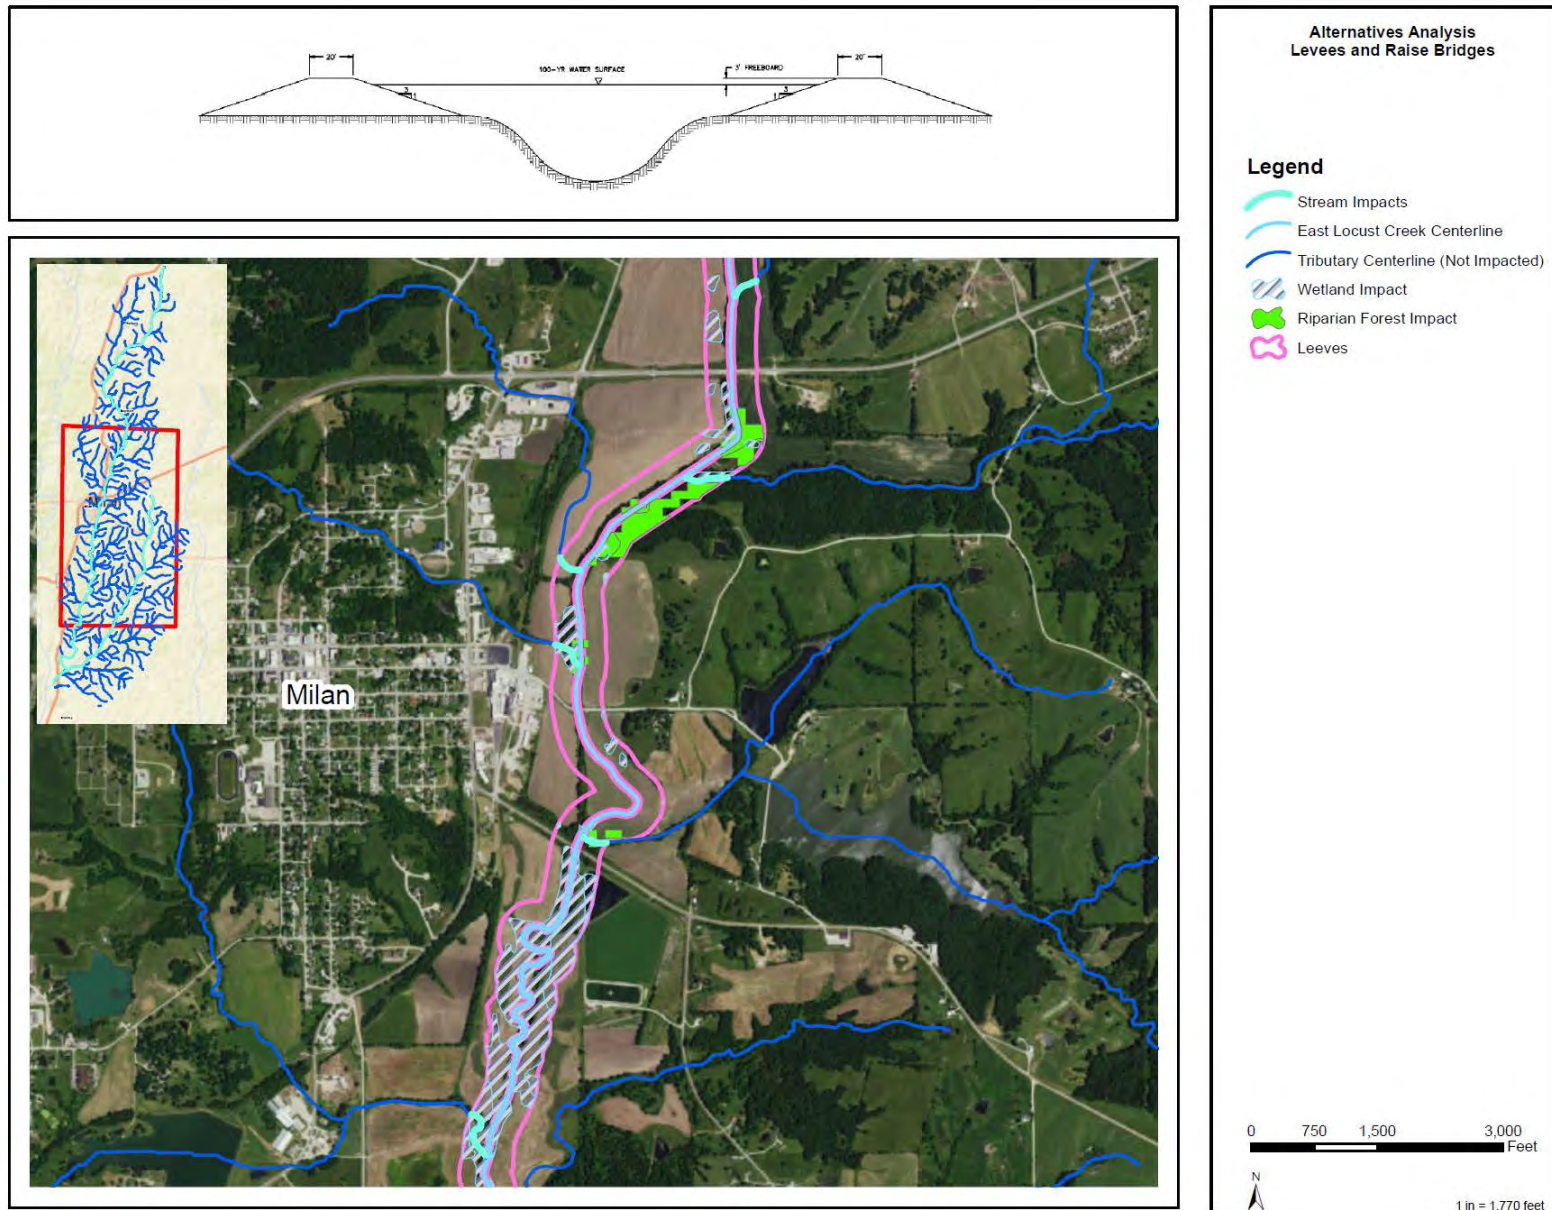 20'
100-YR WATER SURFACE
3' FREEBOARD
20'
3
1
3
1
Milan
Alternatives Analysis
Levees and Raise Bridges
Legend
Stream Impacts
East Locust Creek Centerline
Tributary Centerline (Not Impacted)
Wetland Impact
Riparian Forest Impact
Leeves
0 750 1,500 3,000
Feet
N
1 in = 1,770 feet